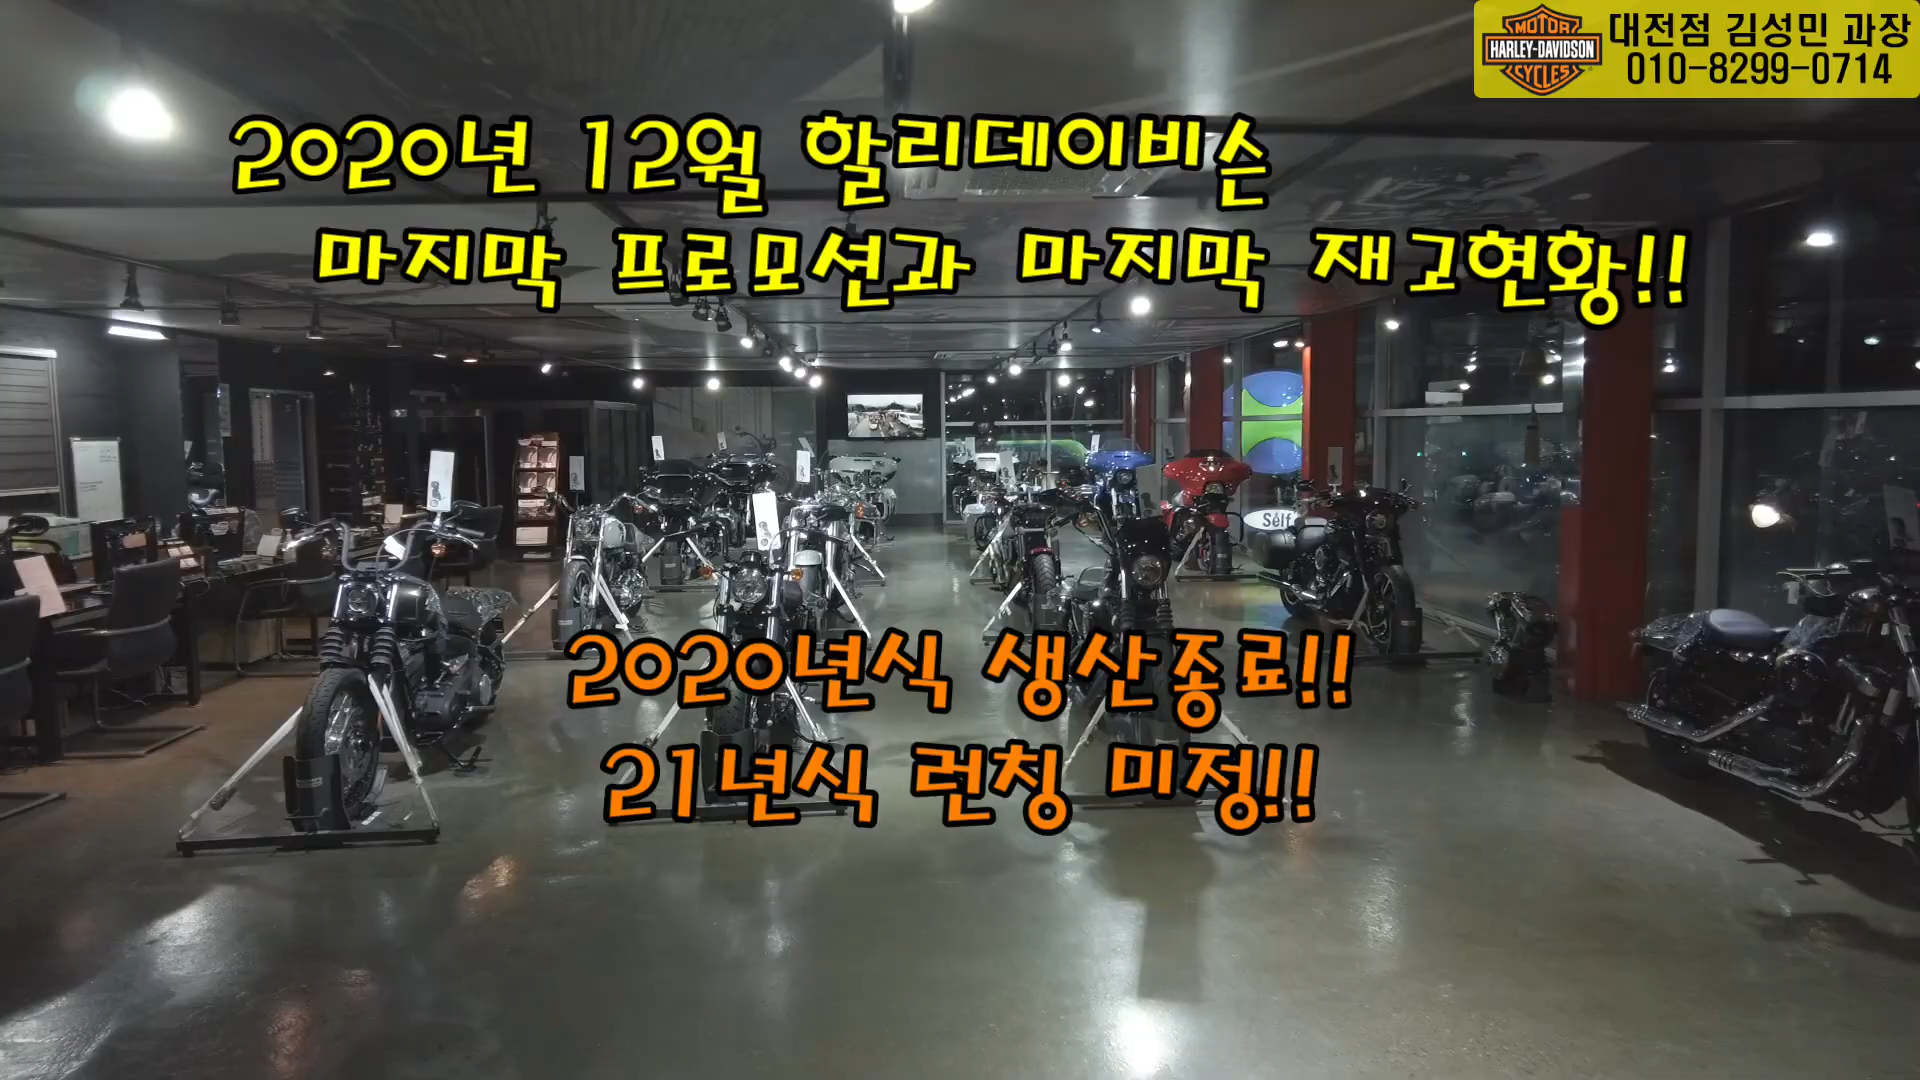 MOTOR
HARLEY-DAVIDSON
CYCLES
대전점 김성민 과장
010-8299-0714
2020년 12월 할리데이비슨
마지막 프로모션과 마지막 재고현황!!
Self
2020년식 생산종료!!
21년식 런칭 미정!!